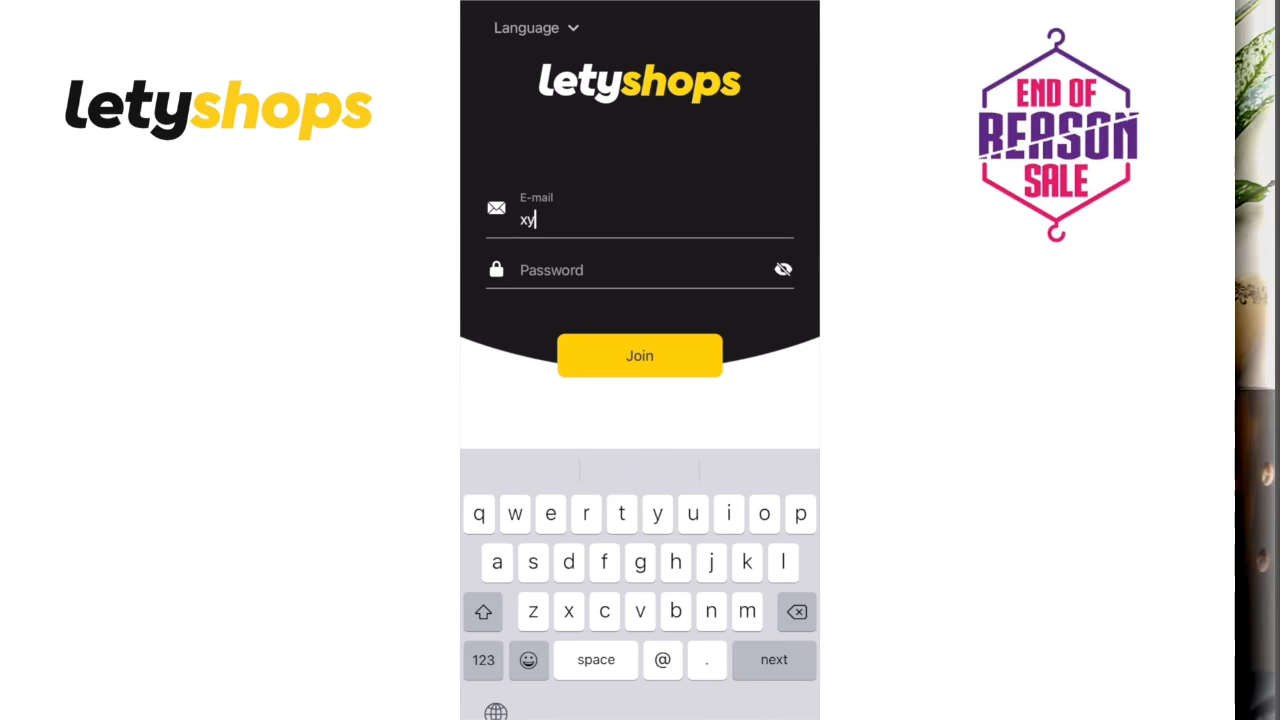 letyshops
Language
letyshops
E-mail
xy
Password
Join
q w e r t y u i o p
a s d f g h j k l
z x c v b n m
123 space @ . next
END OF
REASON
SALE